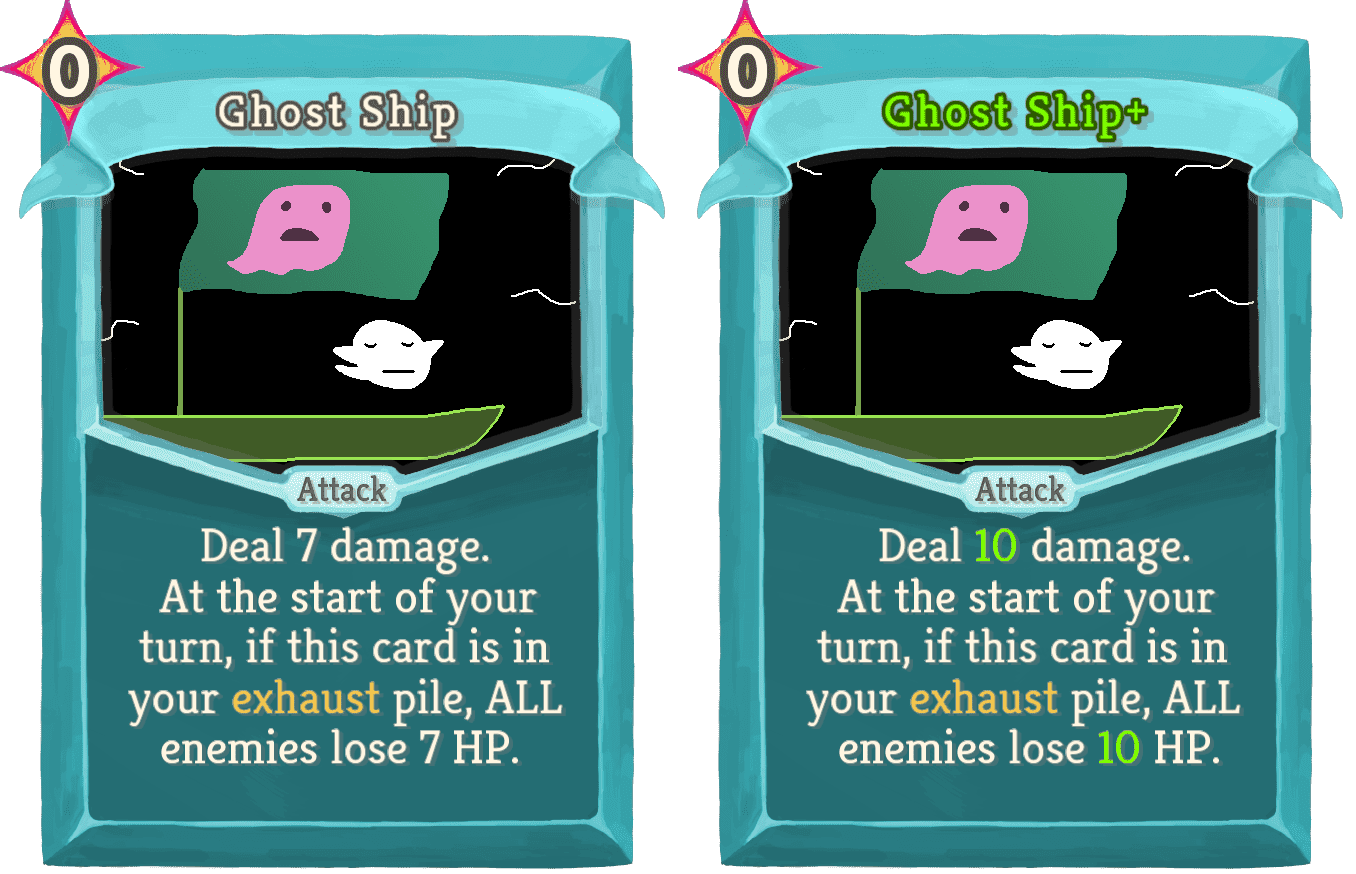 0
Ghost Ship
Attack
Deal 7 damage.
At the start of your
turn, if this card is in
your exhaust pile, ALL
enemies lose 7 HP.
0
Ghost Ship+
Attack
Deal 10 damage.
At the start of your
turn, if this card is in
your exhaust pile, ALL
enemies lose 10 HP.